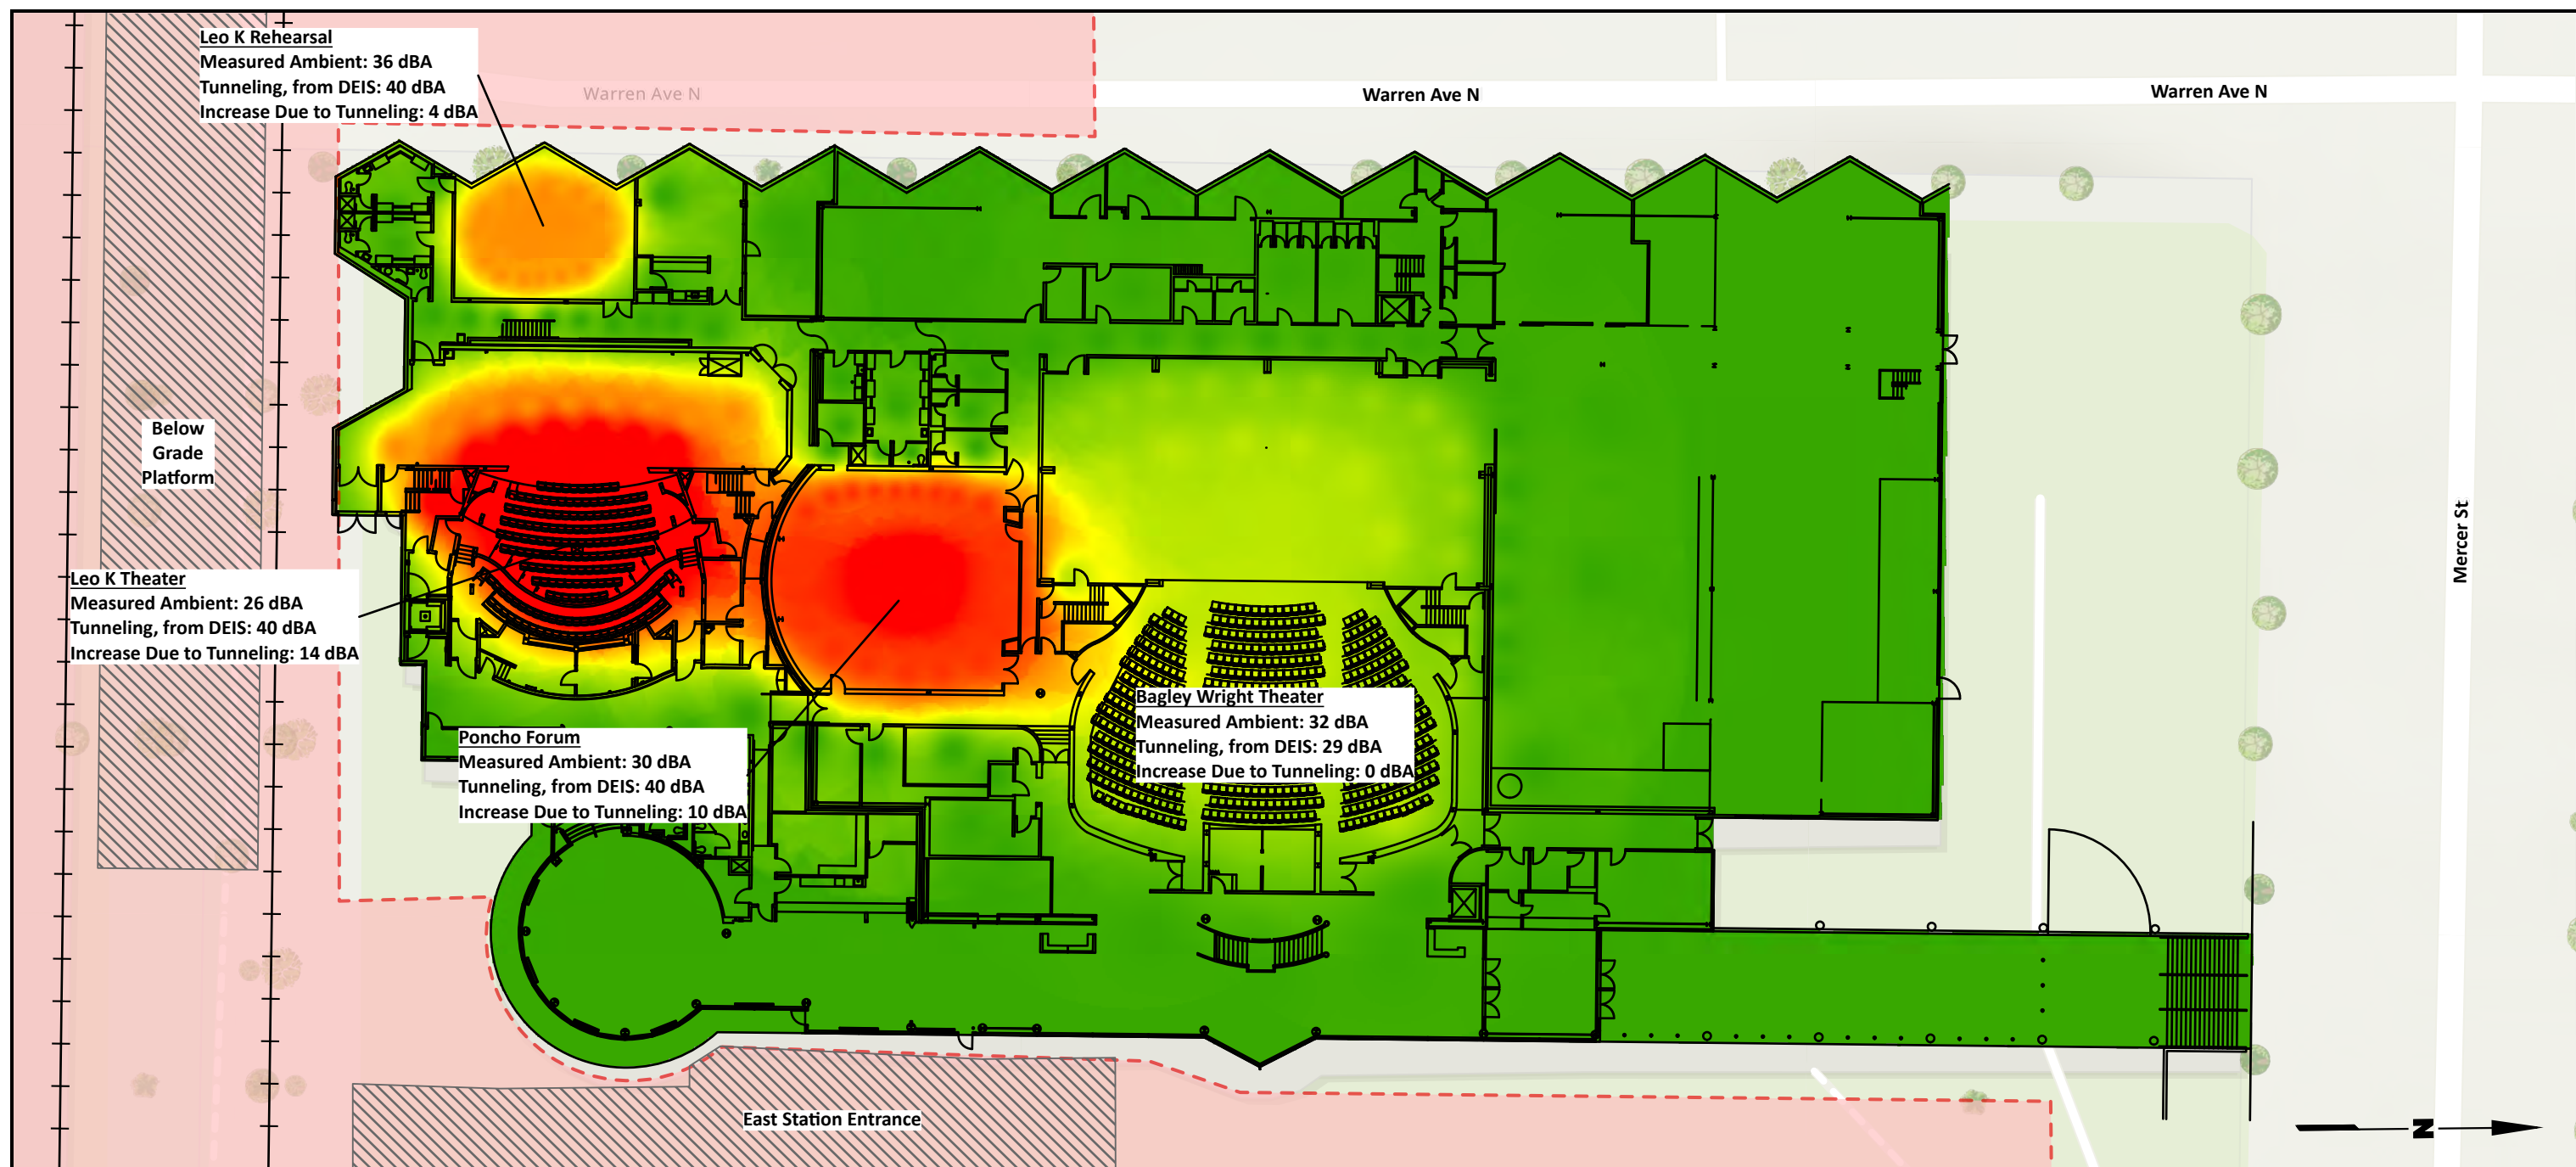 Leo K Rehearsal
Measured Ambient: 36 dBA
Tunneling, from DEIS: 40 dBA
Increase Due to Tunneling: 4 dBA
Warren Ave N
Warren Ave N
Warren Ave N
Below
Grade
Platform
Mercer St
Leo K Theater
Measured Ambient: 26 dBA
Tunneling, from DEIS: 40 dBA
Increase Due to Tunneling: 14 dBA
Bagley Wright Theater
Measured Ambient: 32 dBA
Tunneling, from DEIS: 29 dBA
Increase Due to Tunneling: 0 dBA
Poncho Forum
Measured Ambient: 30 dBA
Tunneling, from DEIS: 40 dBA
Increase Due to Tunneling: 10 dBA
East Station Entrance
N